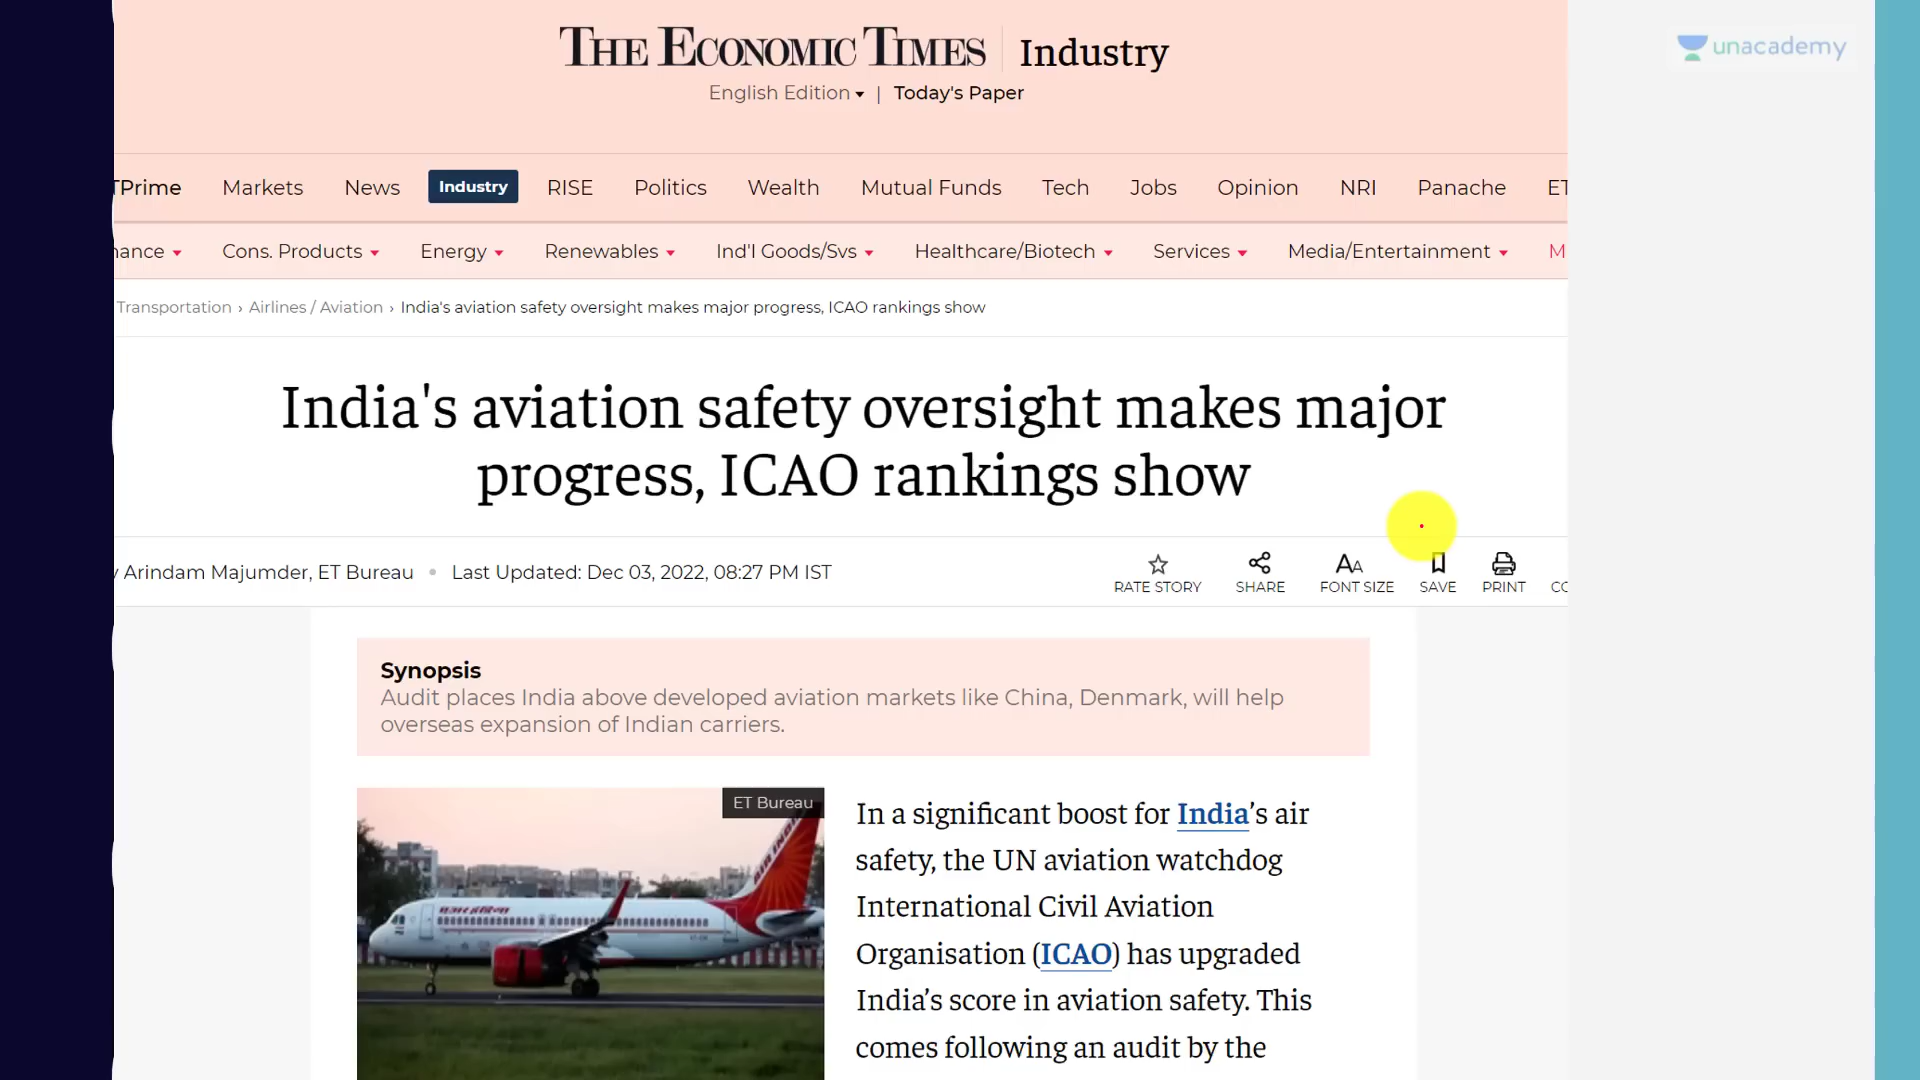 THE ECONOMIC TIMES | Industry
unacademy
English Edition | Today's Paper
TPrime Markets News Industry RISE Politics Wealth Mutual Funds Tech Jobs Opinion NRI Panache ET
nance Cons. Products Energy Renewables Ind'l Goods/Svs Healthcare/Biotech Services Media/Entertainment M
Transportation › Airlines / Aviation › India's aviation safety oversight makes major progress, ICAO rankings show
India's aviation safety oversight makes major
progress, ICAO rankings show
y Arindam Majumder, ET Bureau • Last Updated: Dec 03, 2022, 08:27 PM IST
RATE STORY SHARE FONT SIZE SAVE PRINT CO
Synopsis
Audit places India above developed aviation markets like China, Denmark, will help
overseas expansion of Indian carriers.
ET Bureau
In a significant boost for India’s air
safety, the UN aviation watchdog
International Civil Aviation
Organisation (ICAO) has upgraded
India’s score in aviation safety. This
comes following an audit by the